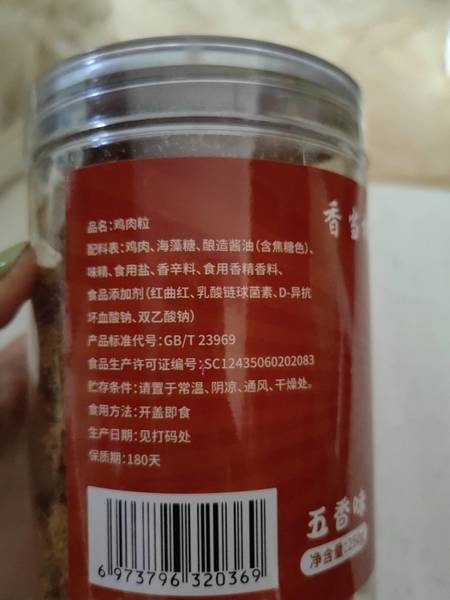 品名:鸡肉粒
配料表:鸡肉、海藻糖、酿造酱油(含焦糖色)、
味精、食用盐、香辛料、食用香精香料、
食品添加剂(红曲红、乳酸链球菌素、D-异抗
坏血酸钠、双乙酸钠)
产品标准代号:GB/T 23969
食品生产许可证编号:SC12435060202083
贮存条件:请置于常温、阴凉、通风、干燥处。
食用方法:开盖即食
生产日期:见打码处
保质期:180天
6 973796 320369
香当
五香味
净含量:250